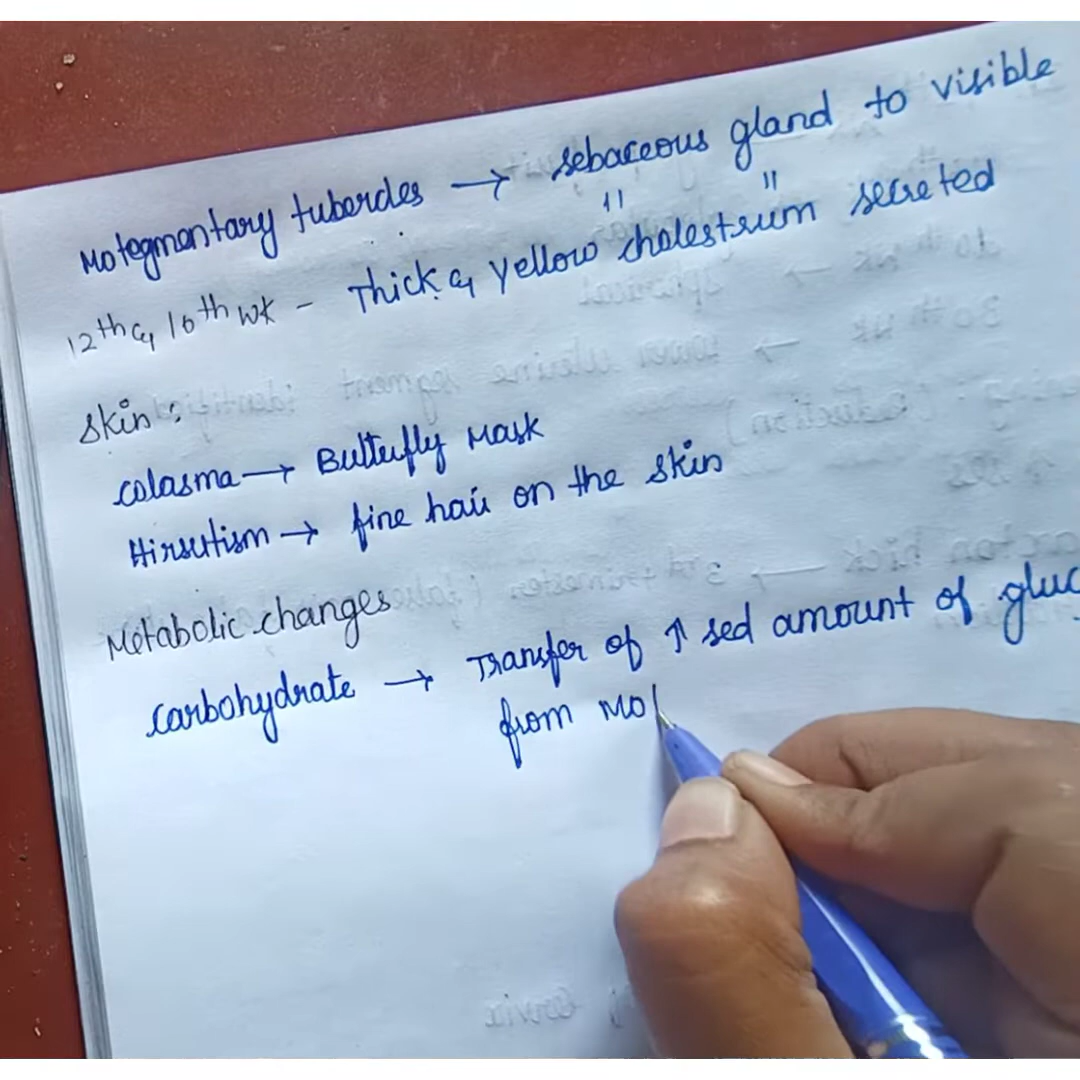 Motegmontary tubercles → sebaceous gland to visible
12th & 16th wk - Thick & yellow cholestrum secreted
Skin :
colasma → Butterfly Mask
Hirsutism → fine hair on the skin
Metabolic changes
carbohydrate → Transfer of ↑sed amount of gluc
from Mo